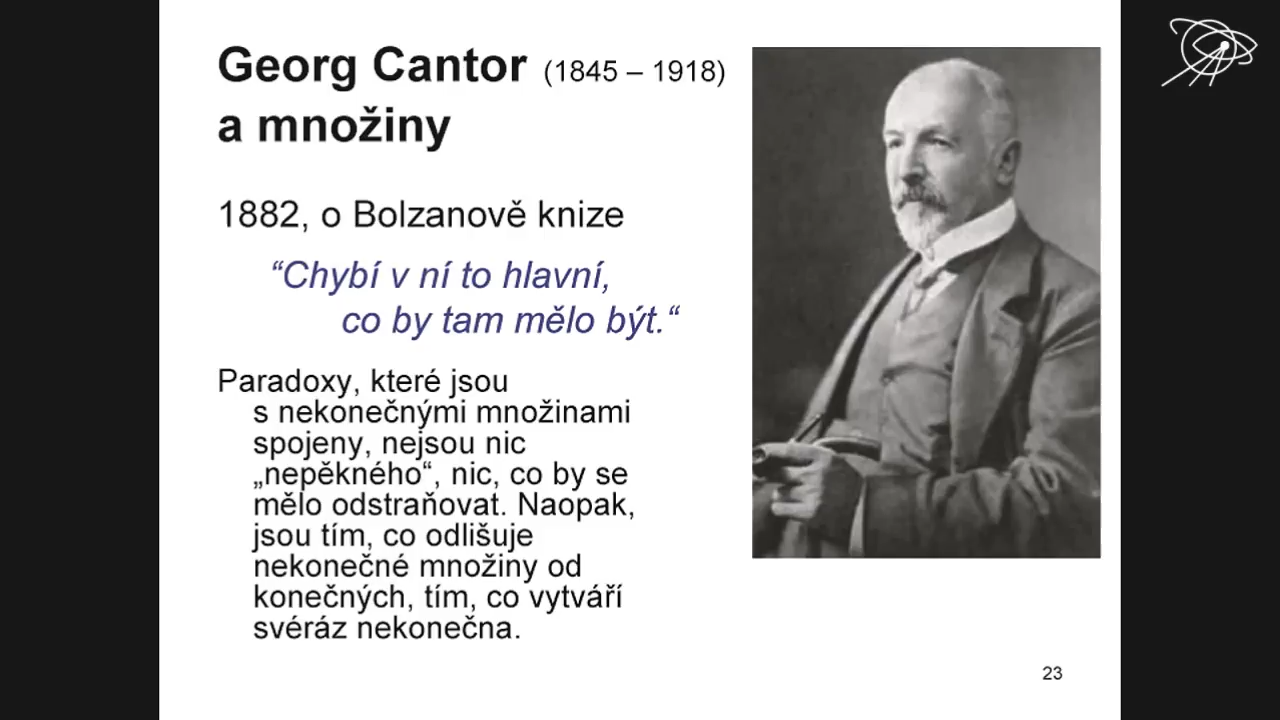 Georg Cantor (1845 – 1918)
a množiny
1882, o Bolzanově knize
“Chybí v ní to hlavní,
co by tam mělo být.“
Paradoxy, které jsou
s nekonečnými množinami
spojeny, nejsou nic
„nepěkného“, nic, co by se
mělo odstraňovat. Naopak,
jsou tím, co odlišuje
nekonečné množiny od
konečných, tím, co vytváří
svéráz nekonečna.
23